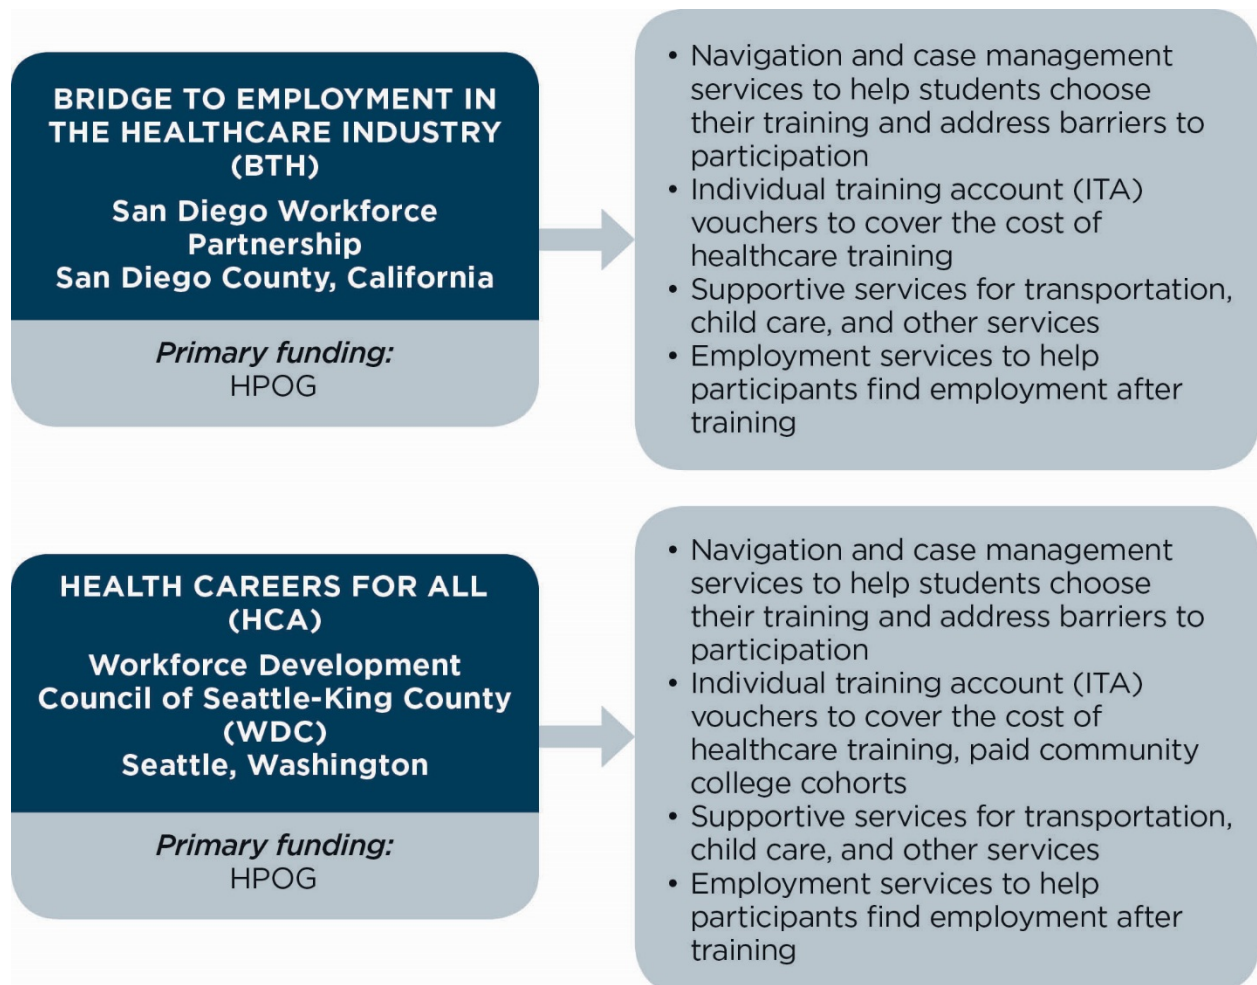 BRIDGE TO EMPLOYMENT IN
THE HEALTHCARE INDUSTRY
(BTH)
San Diego Workforce
Partnership
San Diego County, California
Primary funding:
HPOG
• Navigation and case management
services to help students choose
their training and address barriers to
participation
• Individual training account (ITA)
vouchers to cover the cost of
healthcare training
• Supportive services for transportation,
child care, and other services
• Employment services to help
participants find employment after
training
HEALTH CAREERS FOR ALL
(HCA)
Workforce Development
Council of Seattle-King County
(WDC)
Seattle, Washington
Primary funding:
HPOG
• Navigation and case management
services to help students choose
their training and address barriers to
participation
• Individual training account (ITA)
vouchers to cover the cost of
healthcare training, paid community
college cohorts
• Supportive services for transportation,
child care, and other services
• Employment services to help
participants find employment after
training